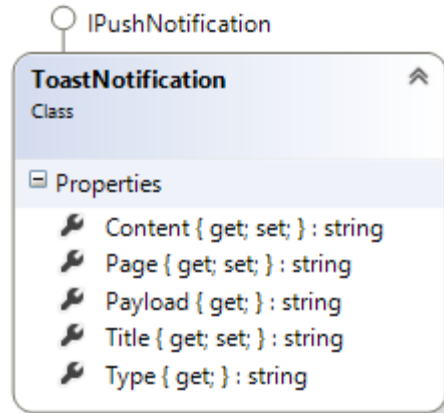 IPushNotification
ToastNotification
Class
Properties
Content { get; set; } : string
Page { get; set; } : string
Payload { get; } : string
Title { get; set; } : string
Type { get; } : string